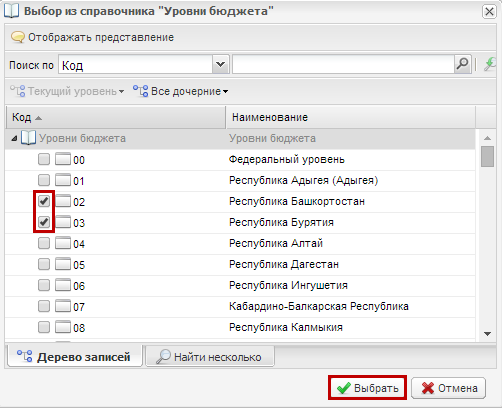 Выбор из справочника "Уровни бюджета"
Отображать представление
Поиск по Код
Текущий уровень Все дочерние
Код Наименование
Уровни бюджета Уровни бюджета
00 Федеральный уровень
01 Республика Адыгея (Адыгея)
02 Республика Башкортостан
03 Республика Бурятия
04 Республика Алтай
05 Республика Дагестан
06 Республика Ингушетия
07 Кабардино-Балкарская Республика
08 Республика Калмыкия
Дерево записей Найти несколько
Выбрать Отмена